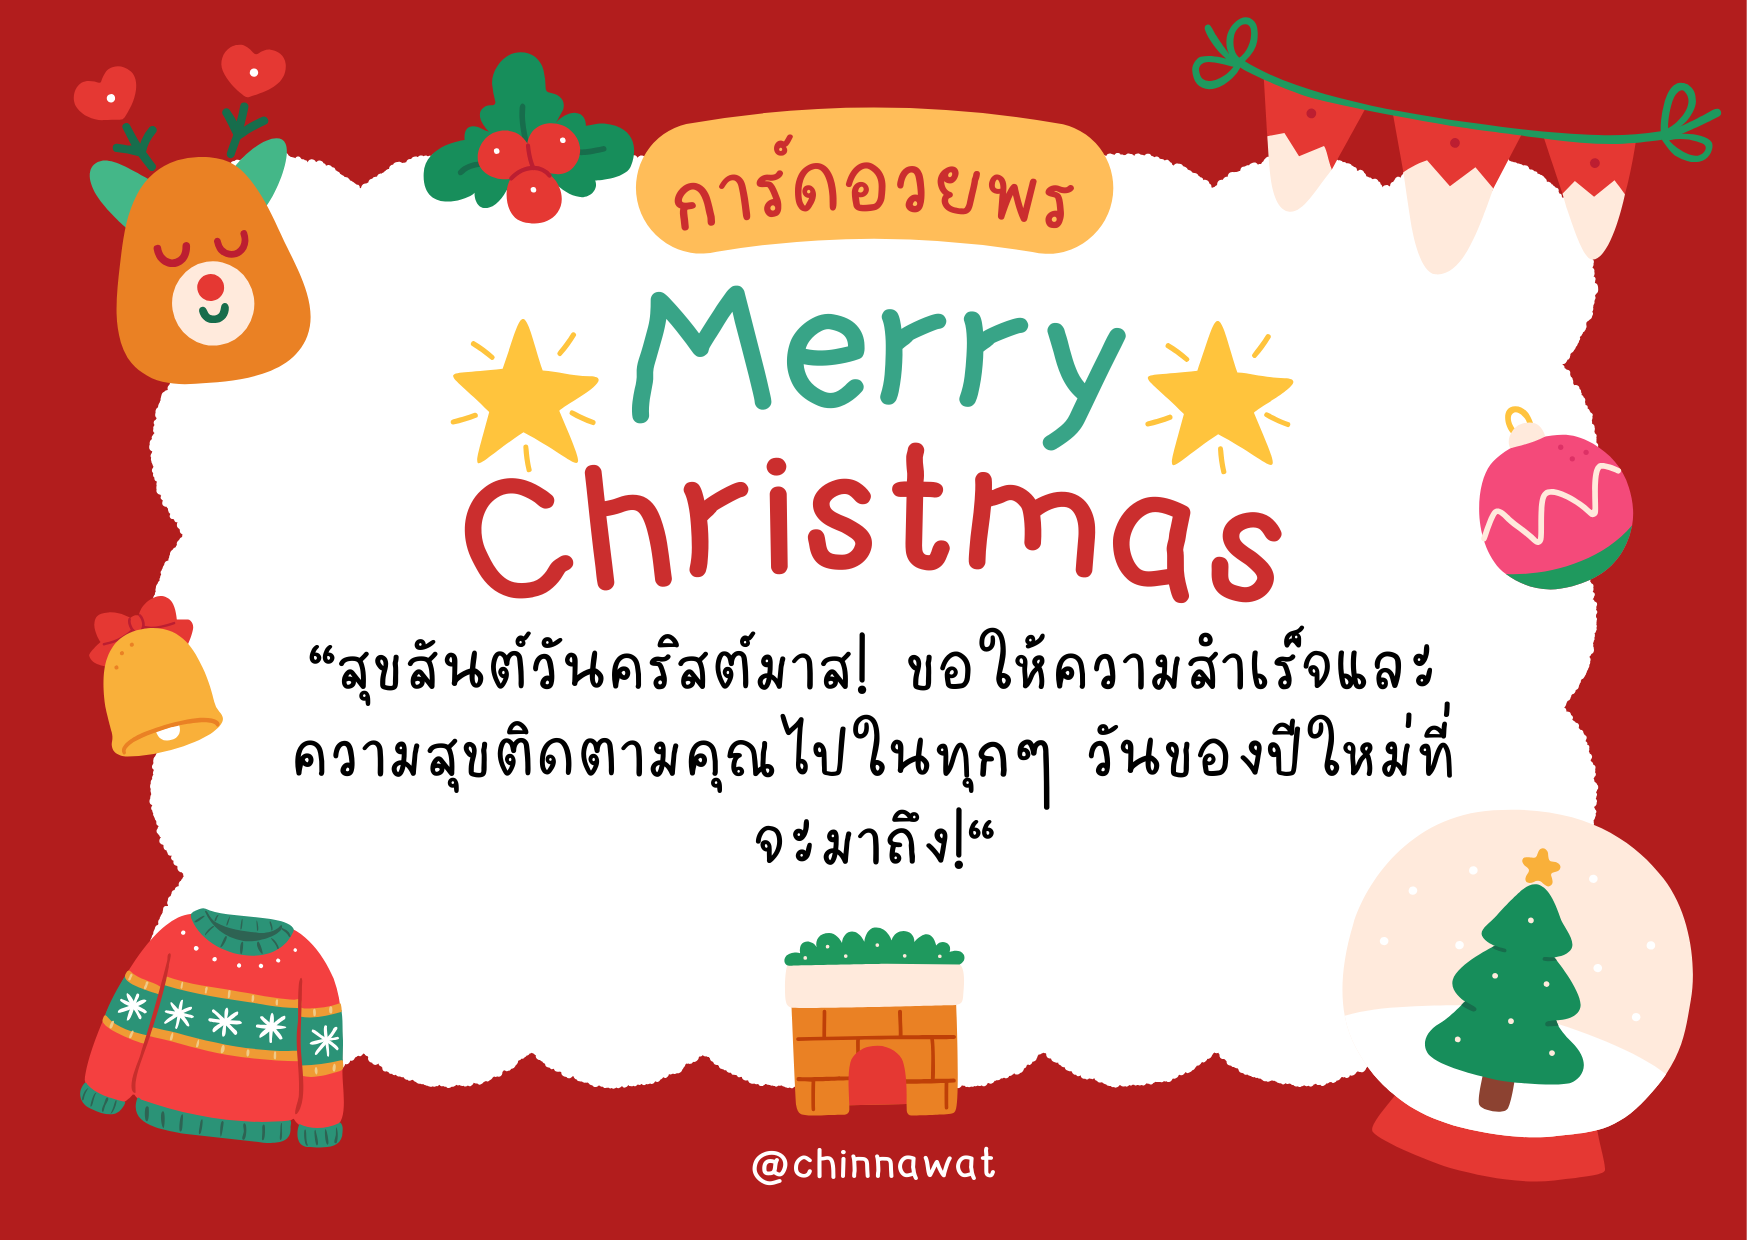 การ์ดอวยพร
Merry
Christmas
“สุขสันต์วันคริสต์มาส! ขอให้ความสำเร็จและ
ความสุขติดตามคุณไปในทุกๆ วันของปีใหม่ที่
จะมาถึง!“
@chinnawat